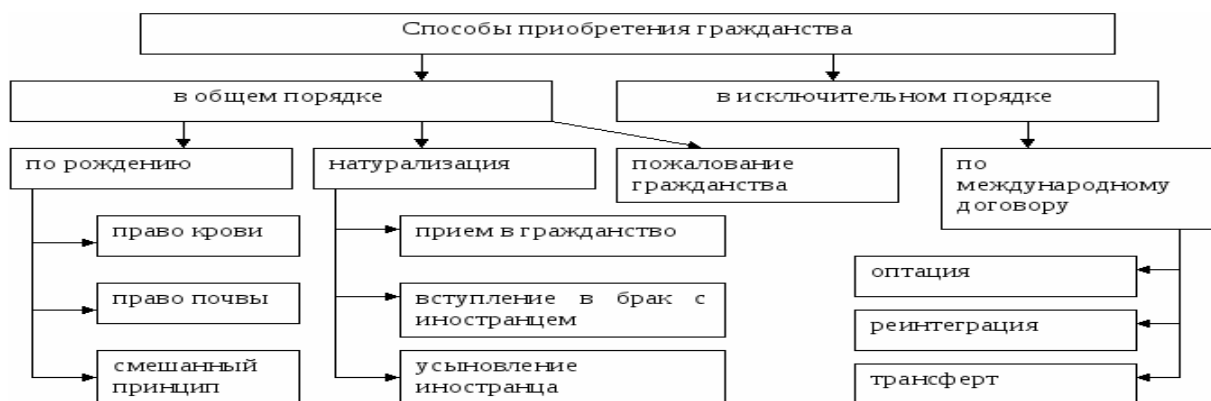 Способы приобретения гражданства
в общем порядке
в исключительном порядке
по рождению
натурализация
пожалование
гражданства
по
международному
договору
право крови
прием в гражданство
оптация
право почвы
вступление в брак с
иностранцем
реинтеграция
смешанный
принцип
усыновление
иностранца
трансферт